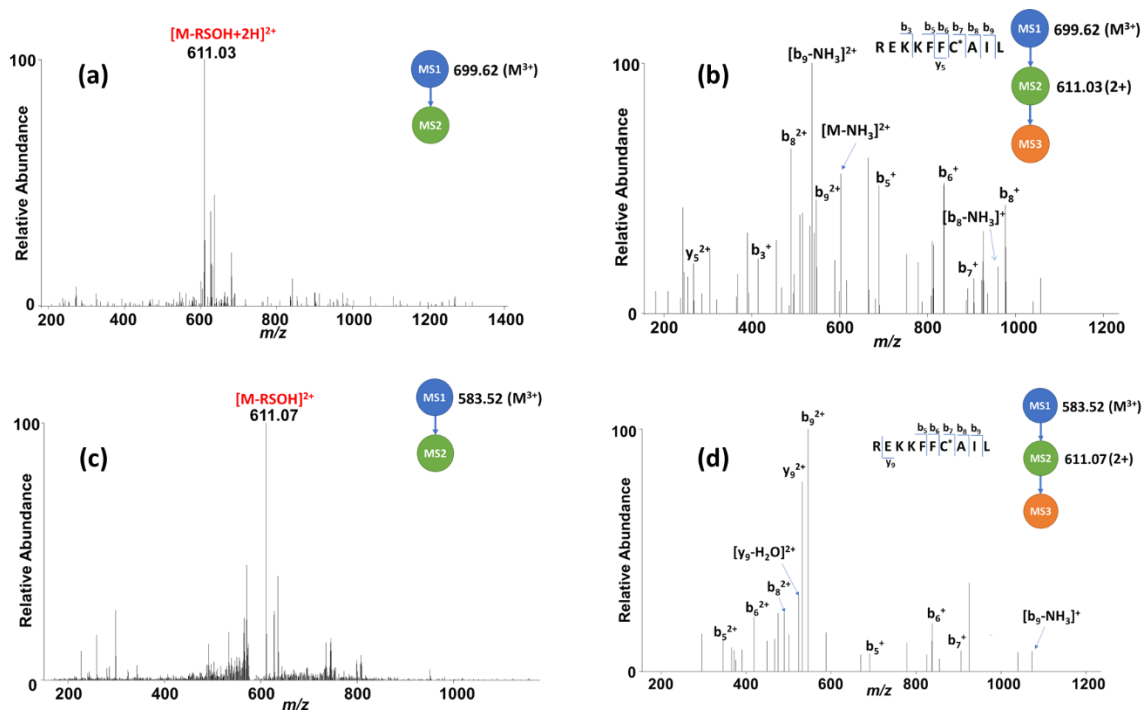 [M-RSOH+2H]²⁺
611.03
100
(a)
MS1 699.62 (M³⁺)
MS2
Relative Abundance
0
200 400 600 800 1000 1200 1400
m/z
b₃ b₅ b₆ b₇ b₈ b₉
R E K K F F C* A I L
y₅
MS1 699.62 (M³⁺)
MS2 611.03 (2+)
MS3
100
(b)
[b₉-NH₃]²⁺
b₈²⁺
[M-NH₃]²⁺
b₉²⁺
b₅⁺
b₆⁺
b₈⁺
[b₈-NH₃]⁺
y₅²⁺
b₃⁺
b₇⁺
Relative Abundance
0
200 400 600 800 1000 1200
m/z
[M-RSOH]²⁺
611.07
100
(c)
MS1 583.52 (M³⁺)
MS2
Relative Abundance
0
200 400 600 800 1000
m/z
b₅ b₆ b₇ b₈ b₉
R E K K F F C* A I L
y₉
MS1 583.52 (M³⁺)
MS2 611.07 (2+)
MS3
100
(d)
b₉²⁺
y₉²⁺
[y₉-H₂O]²⁺
b₈²⁺
b₆²⁺
b₅²⁺
b₅⁺
b₆⁺
b₇⁺
[b₉-NH₃]⁺
Relative Abundance
0
200 400 600 800 1000 1200
m/z